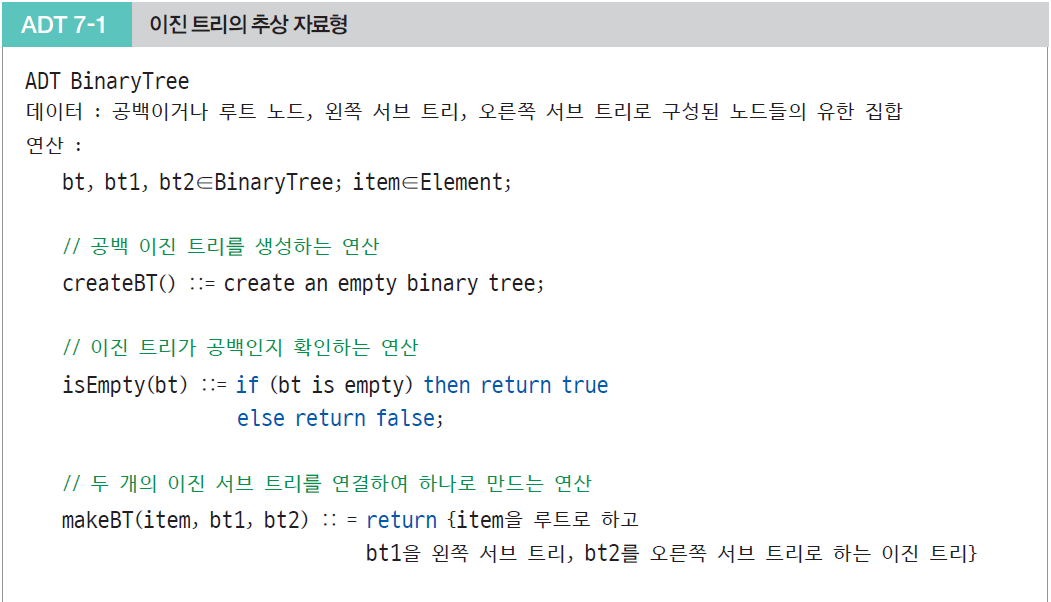 ADT 7-1 이진 트리의 추상 자료형
ADT BinaryTree
데이터 : 공백이거나 루트 노드, 왼쪽 서브 트리, 오른쪽 서브 트리로 구성된 노드들의 유한 집합
연산 :
bt, bt1, bt2∈BinaryTree; item∈Element;
// 공백 이진 트리를 생성하는 연산
createBT() ::= create an empty binary tree;
// 이진 트리가 공백인지 확인하는 연산
isEmpty(bt) ::= if (bt is empty) then return true
else return false;
// 두 개의 이진 서브 트리를 연결하여 하나로 만드는 연산
makeBT(item, bt1, bt2) :: = return {item을 루트로 하고
bt1을 왼쪽 서브 트리, bt2를 오른쪽 서브 트리로 하는 이진 트리}